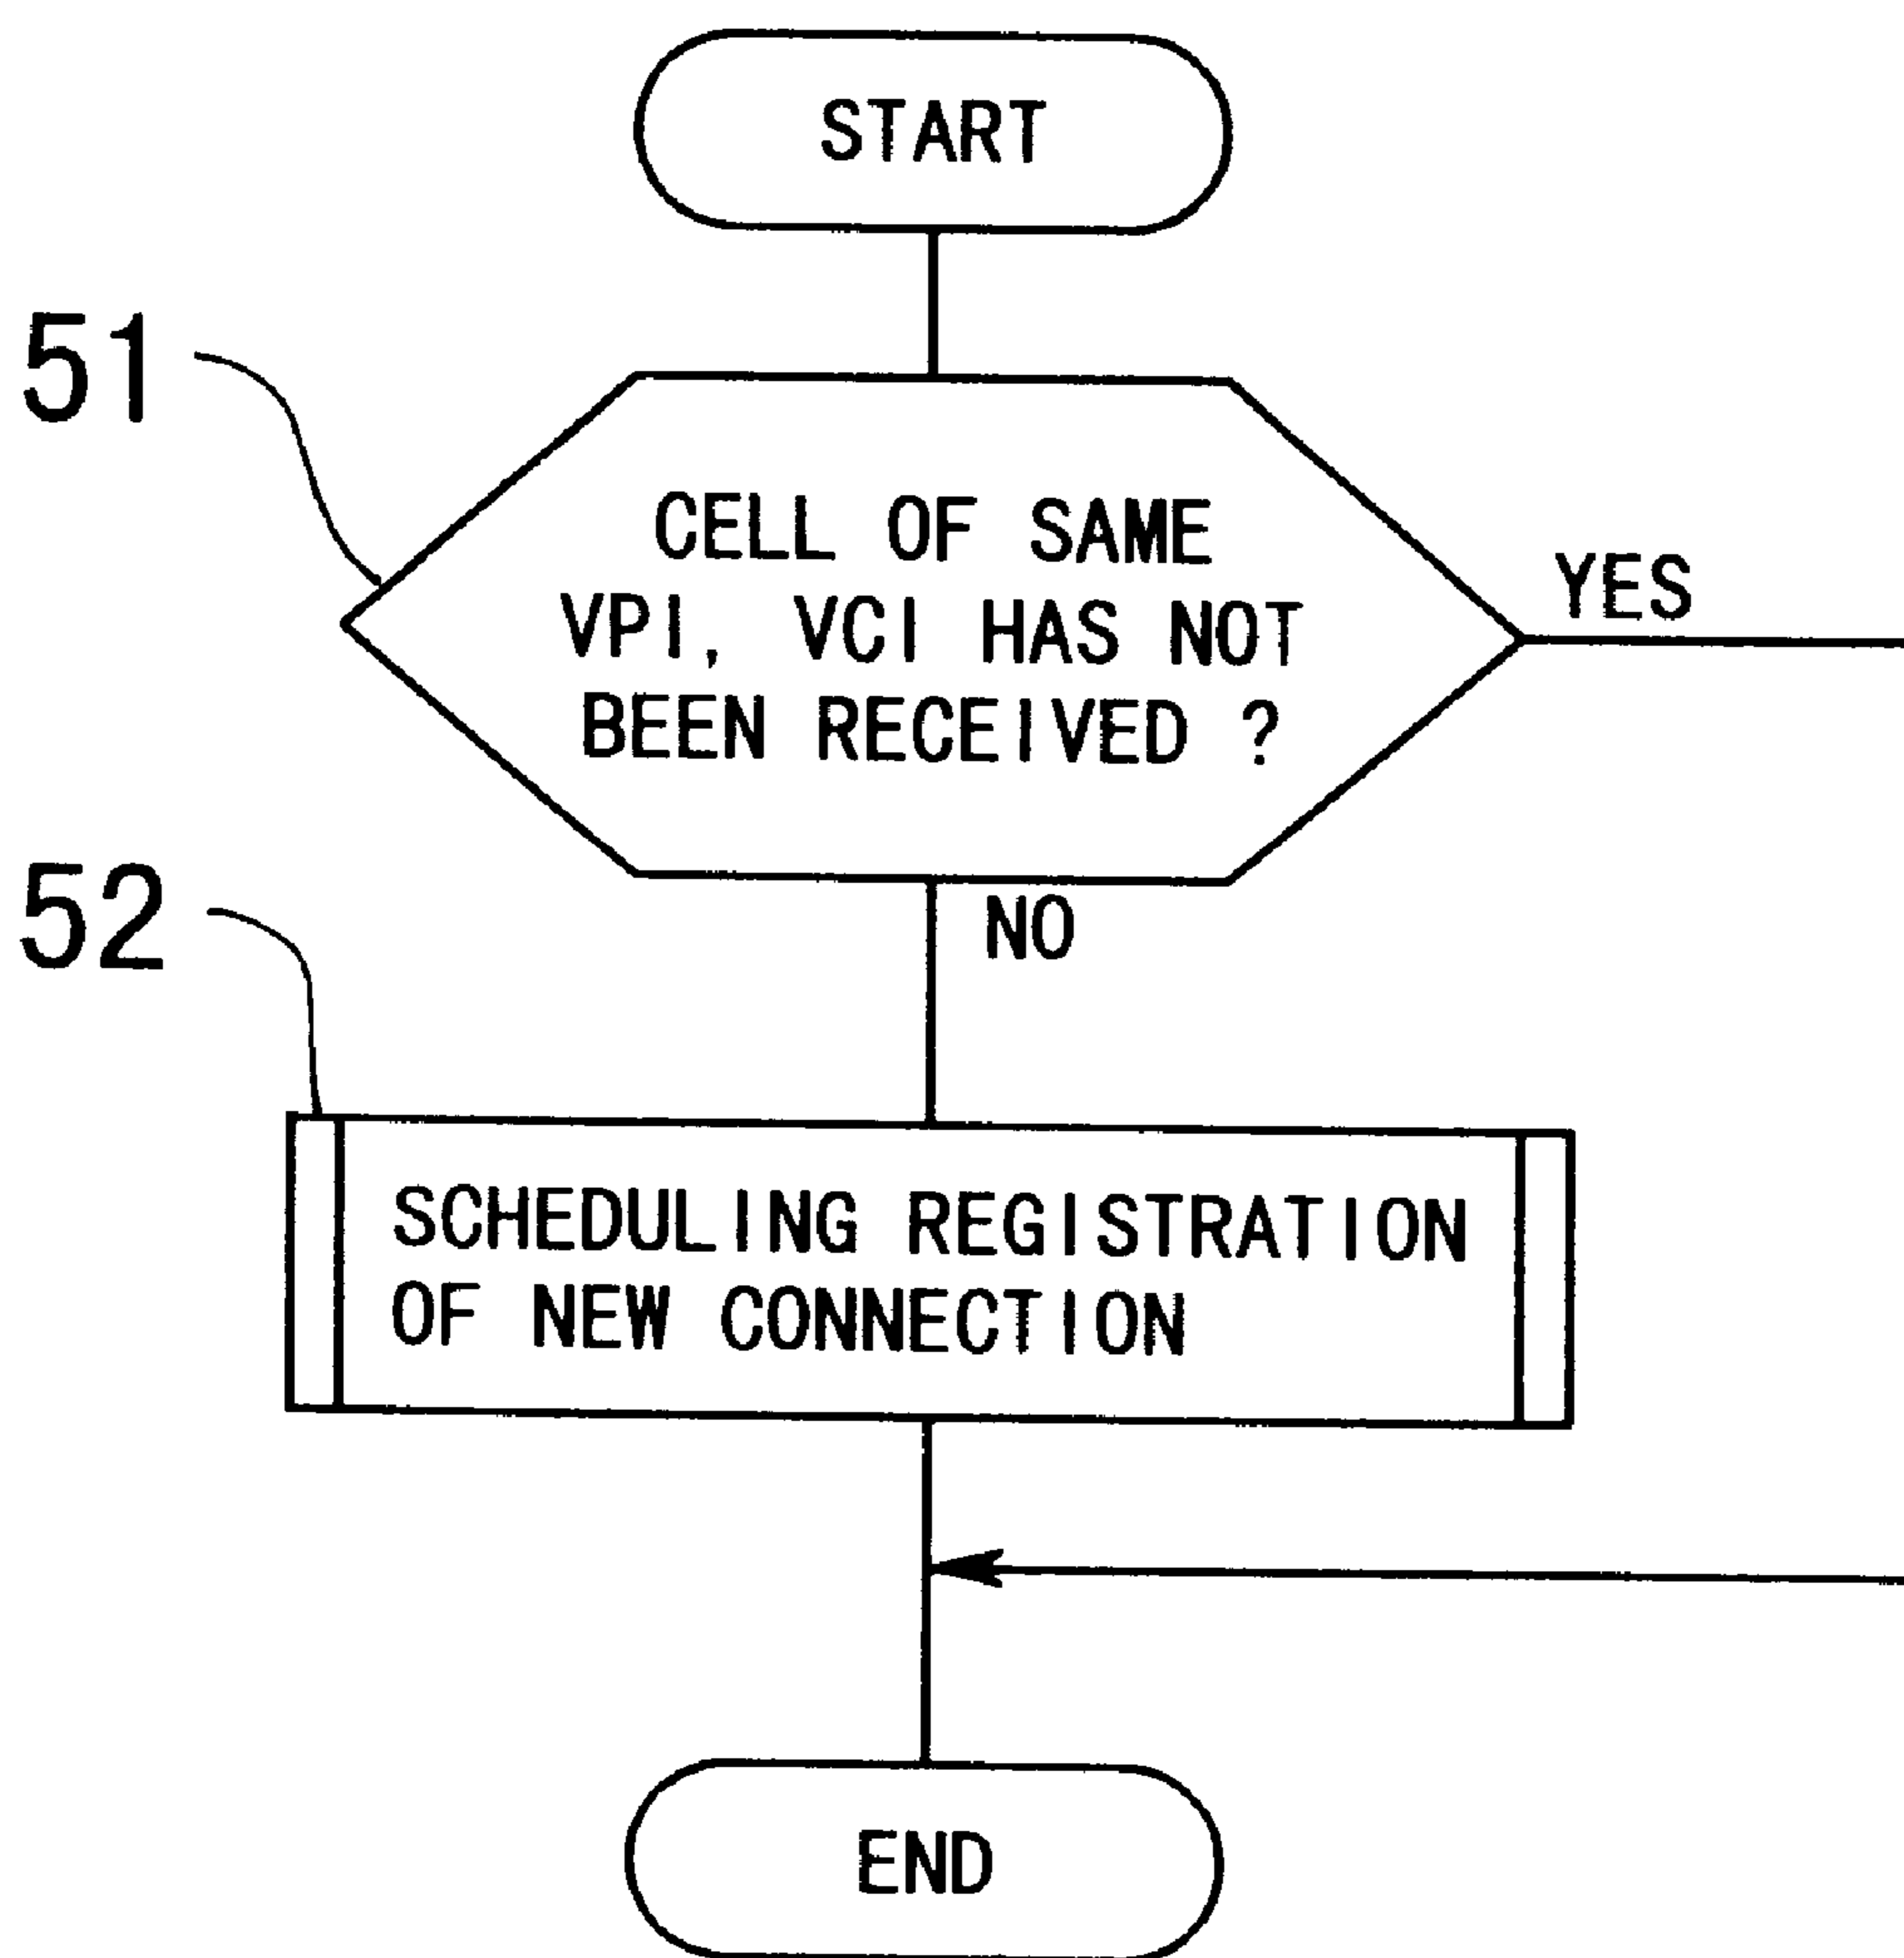 START
51
CELL OF SAME
VPI, VCI HAS NOT
BEEN RECEIVED ?
YES
NO
52
SCHEDULING REGISTRATION
OF NEW CONNECTION
END